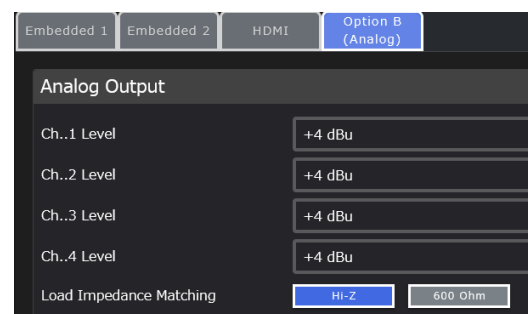 Embedded 1 Embedded 2 HDMI Option B
(Analog)
Analog Output
Ch..1 Level +4 dBu
Ch..2 Level +4 dBu
Ch..3 Level +4 dBu
Ch..4 Level +4 dBu
Load Impedance Matching Hi-Z 600 Ohm